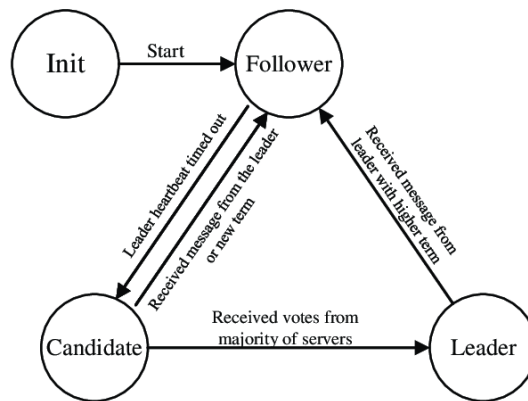 Init
Start
Follower
Leader heartbeat timed out
Received message from the leader
or new term
Received message from
leader with higher term
Candidate
Received votes from
majority of servers
Leader